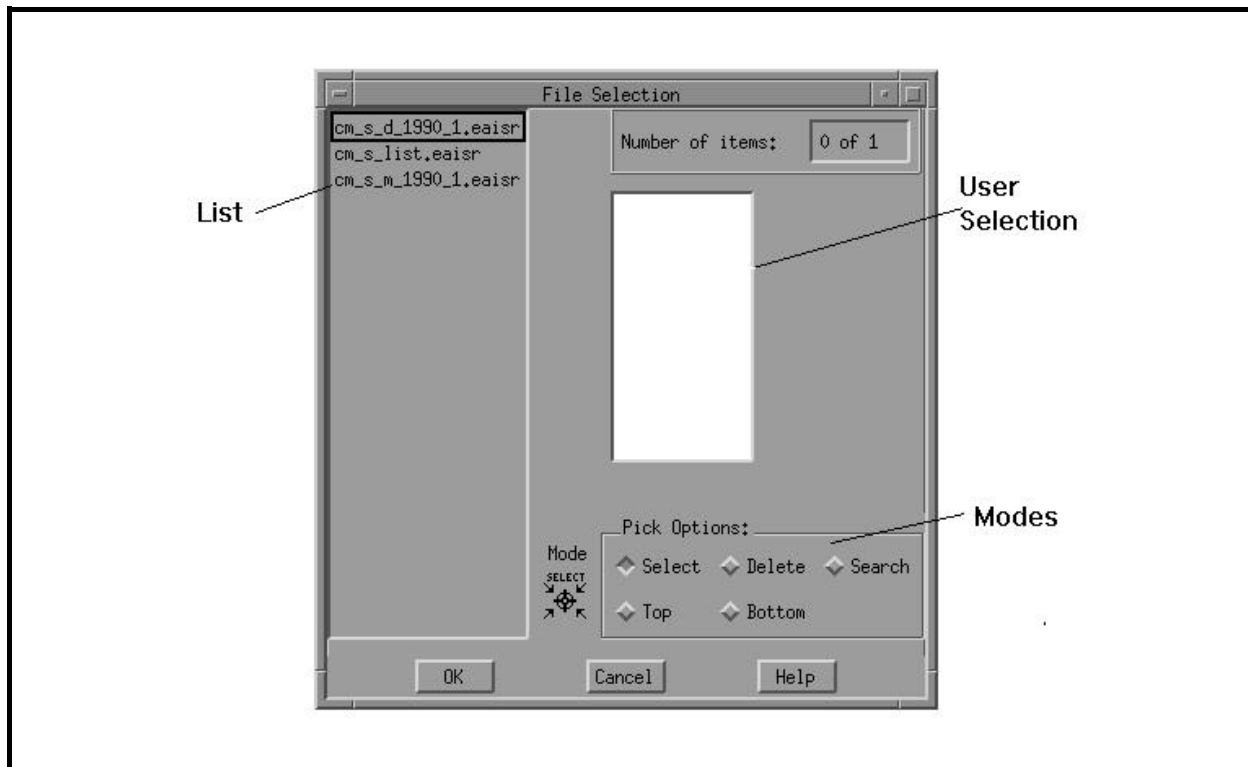 File Selection
cm_s_d_1990_1.eaisr
cm_s_list.eaisr
cm_s_m_1990_1.eaisr
Number of items: 0 of 1
List
User
Selection
Modes
Pick Options:
Mode
SELECT
Select Delete Search
Top Bottom
OK Cancel Help